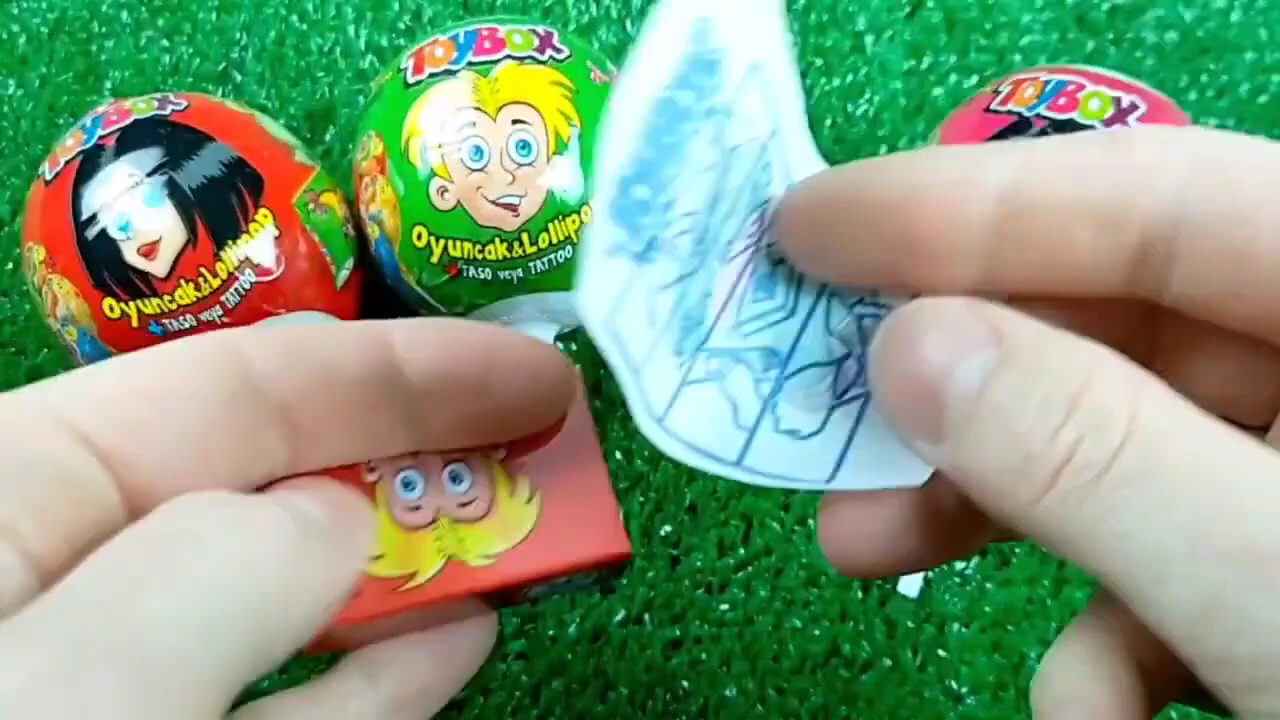 ToyBox
Oyuncak&Lollipop
+ TASO veya TATTOO
ToyBox
Oyuncak&Lollipo
+ TASO veya TATTOO
ToyBox